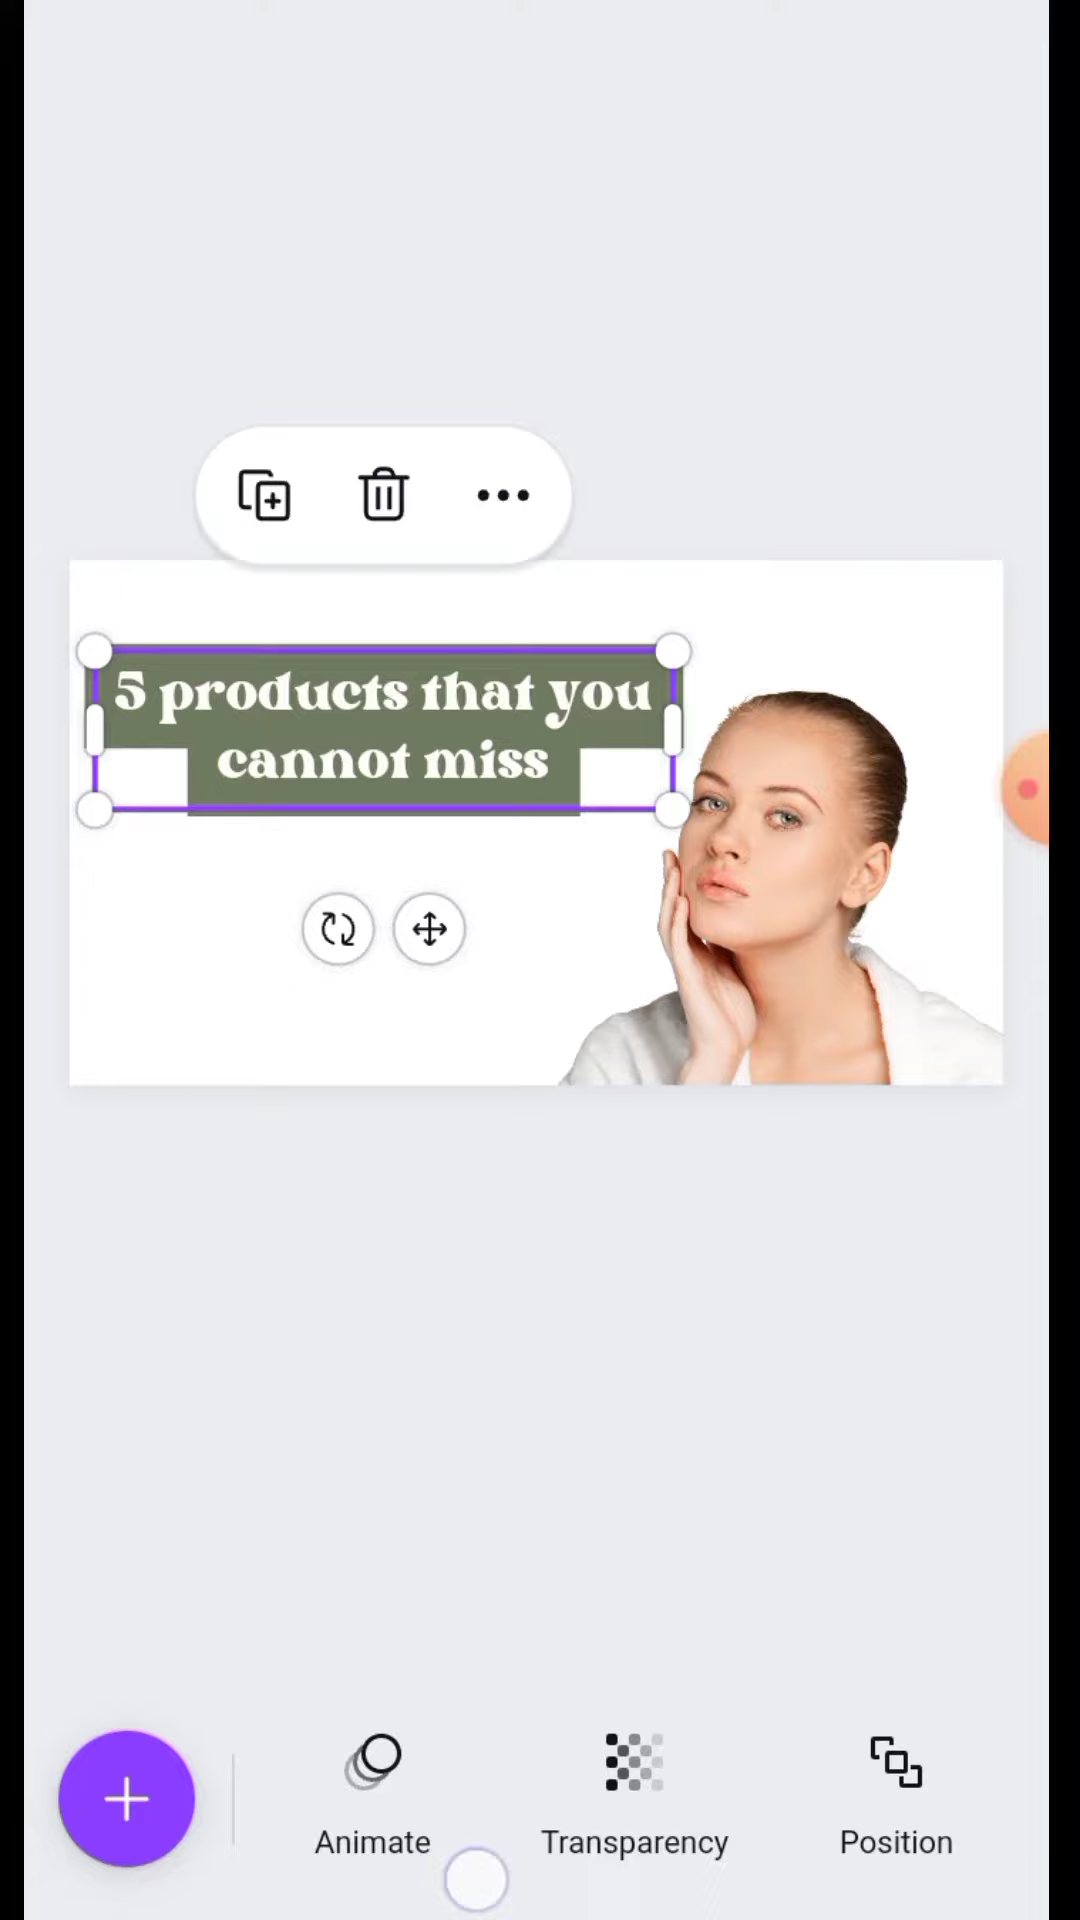 5 products that you
cannot miss
Animate
Transparency
Position